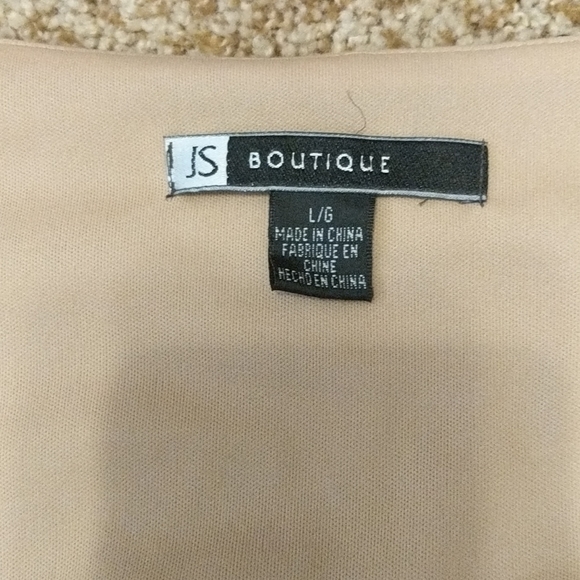 JS BOUTIQUE
L/G
MADE IN CHINA
FABRIQUE EN
CHINE
HECHO EN CHINA